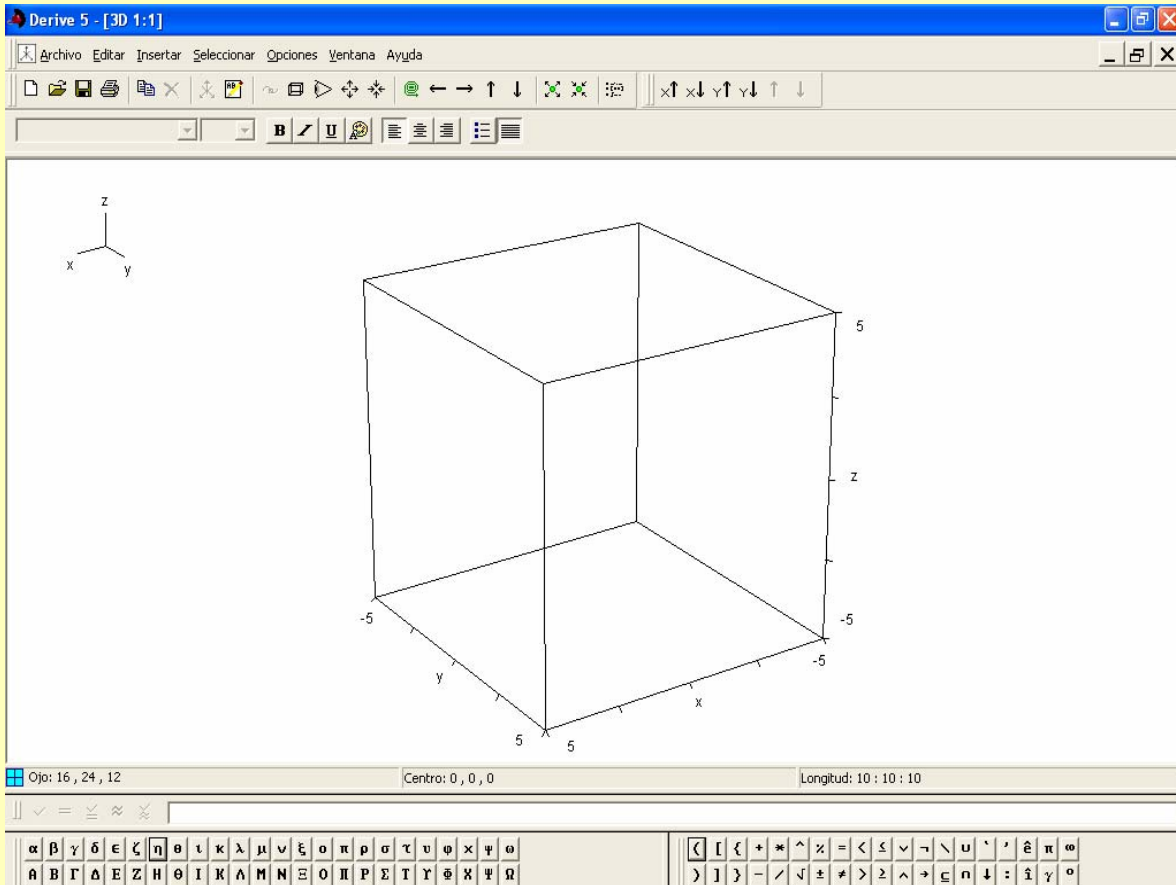 Derive 5 - [3D 1:1]
Archivo Editar Insertar Seleccionar Opciones Ventana Ayuda
x↑ x↓ Y↑ Y↓ ↑ ↓
B I U
z
x
y
5
z
-5
-5
-5
y
x
5
5
Ojo: 16 , 24 , 12
Centro: 0 , 0 , 0
Longitud: 10 : 10 : 10
✓ = ≈
α β γ δ ε ζ η θ ι κ λ μ ν ξ ο π ρ σ τ υ φ χ ψ ω
( [ { + * ^ % = < ≤ ∨ ¬ \ ∪ ` ' ê π ∞
Α Β Γ Δ Ε Ζ Η Θ Ι Κ Λ Μ Ν Ξ Ο Π Ρ Σ Τ Υ Φ Χ Ψ Ω
) ] } - / √ ± ≠ > ≥ ∧ → ⊆ ∩ ↓ : î γ °